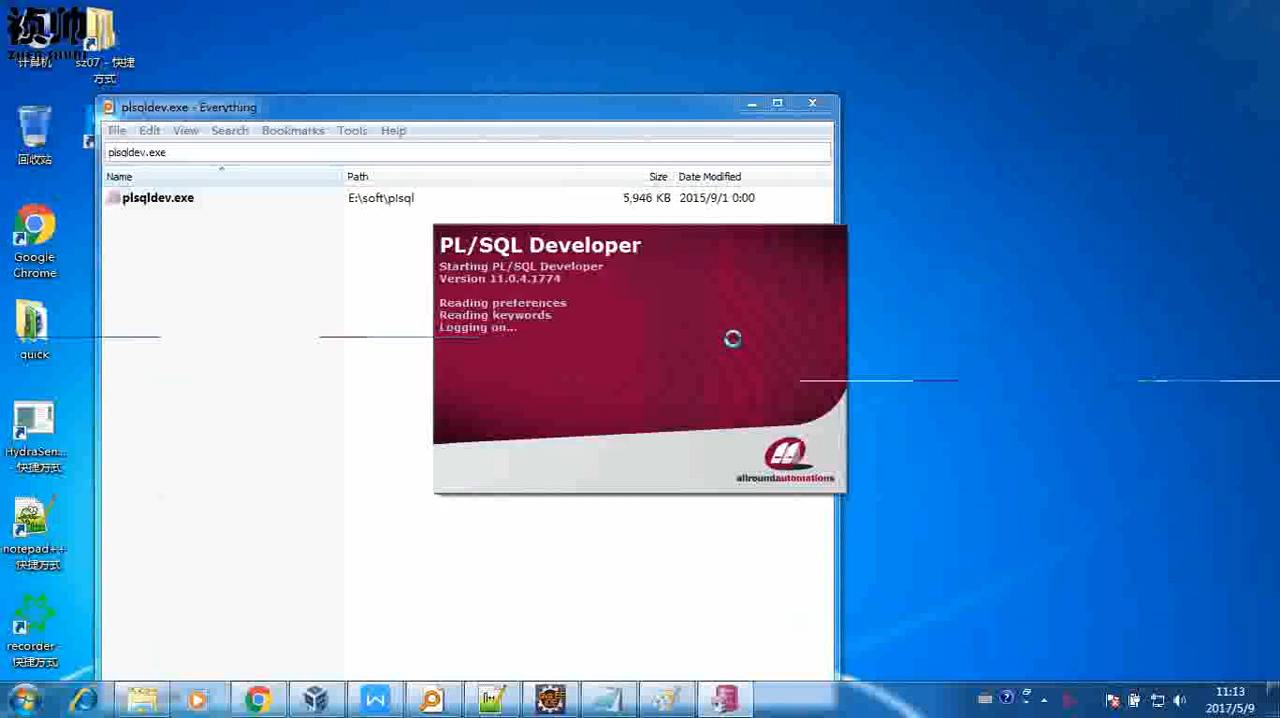 祯帅
ZHEN SHUAI
计算机
sz07 - 快捷
方式
plsqldev.exe - Everything
File Edit View Search Bookmarks Tools Help
plsqldev.exe
Name Path Size Date Modified
plsqldev.exe E:\soft\plsql 5,946 KB 2015/9/1 0:00
回收站
PL/SQL Developer
Starting PL/SQL Developer
Version 11.0.4.1774
Reading preferences
Reading keywords
Logging on...
allroundautomations
Google
Chrome
quick
HydraSen...
- 快捷方式
notepad++
快捷方式
recorder -
快捷方式
11:13
2017/5/9